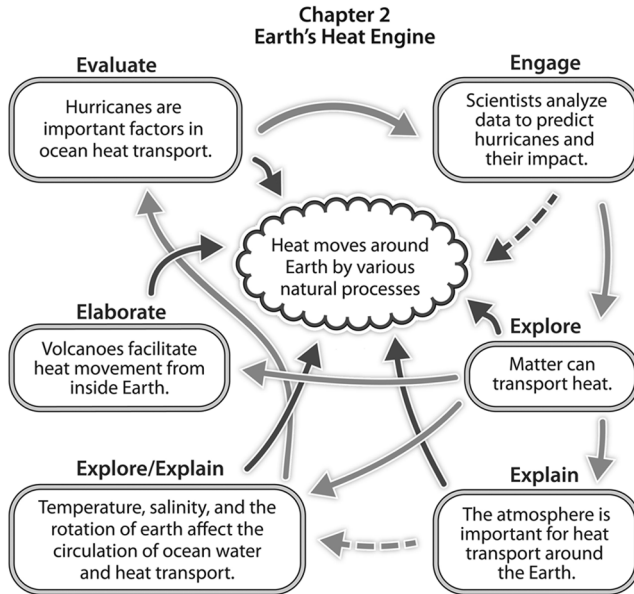 Chapter 2
Earth's Heat Engine
Evaluate
Hurricanes are
important factors in
ocean heat transport.
Engage
Scientists analyze
data to predict
hurricanes and
their impact.
Heat moves around
Earth by various
natural processes
Elaborate
Volcanoes facilitate
heat movement from
inside Earth.
Explore
Matter can
transport heat.
Explore/Explain
Temperature, salinity, and the
rotation of earth affect the
circulation of ocean water
and heat transport.
Explain
The atmosphere is
important for heat
transport around
the Earth.